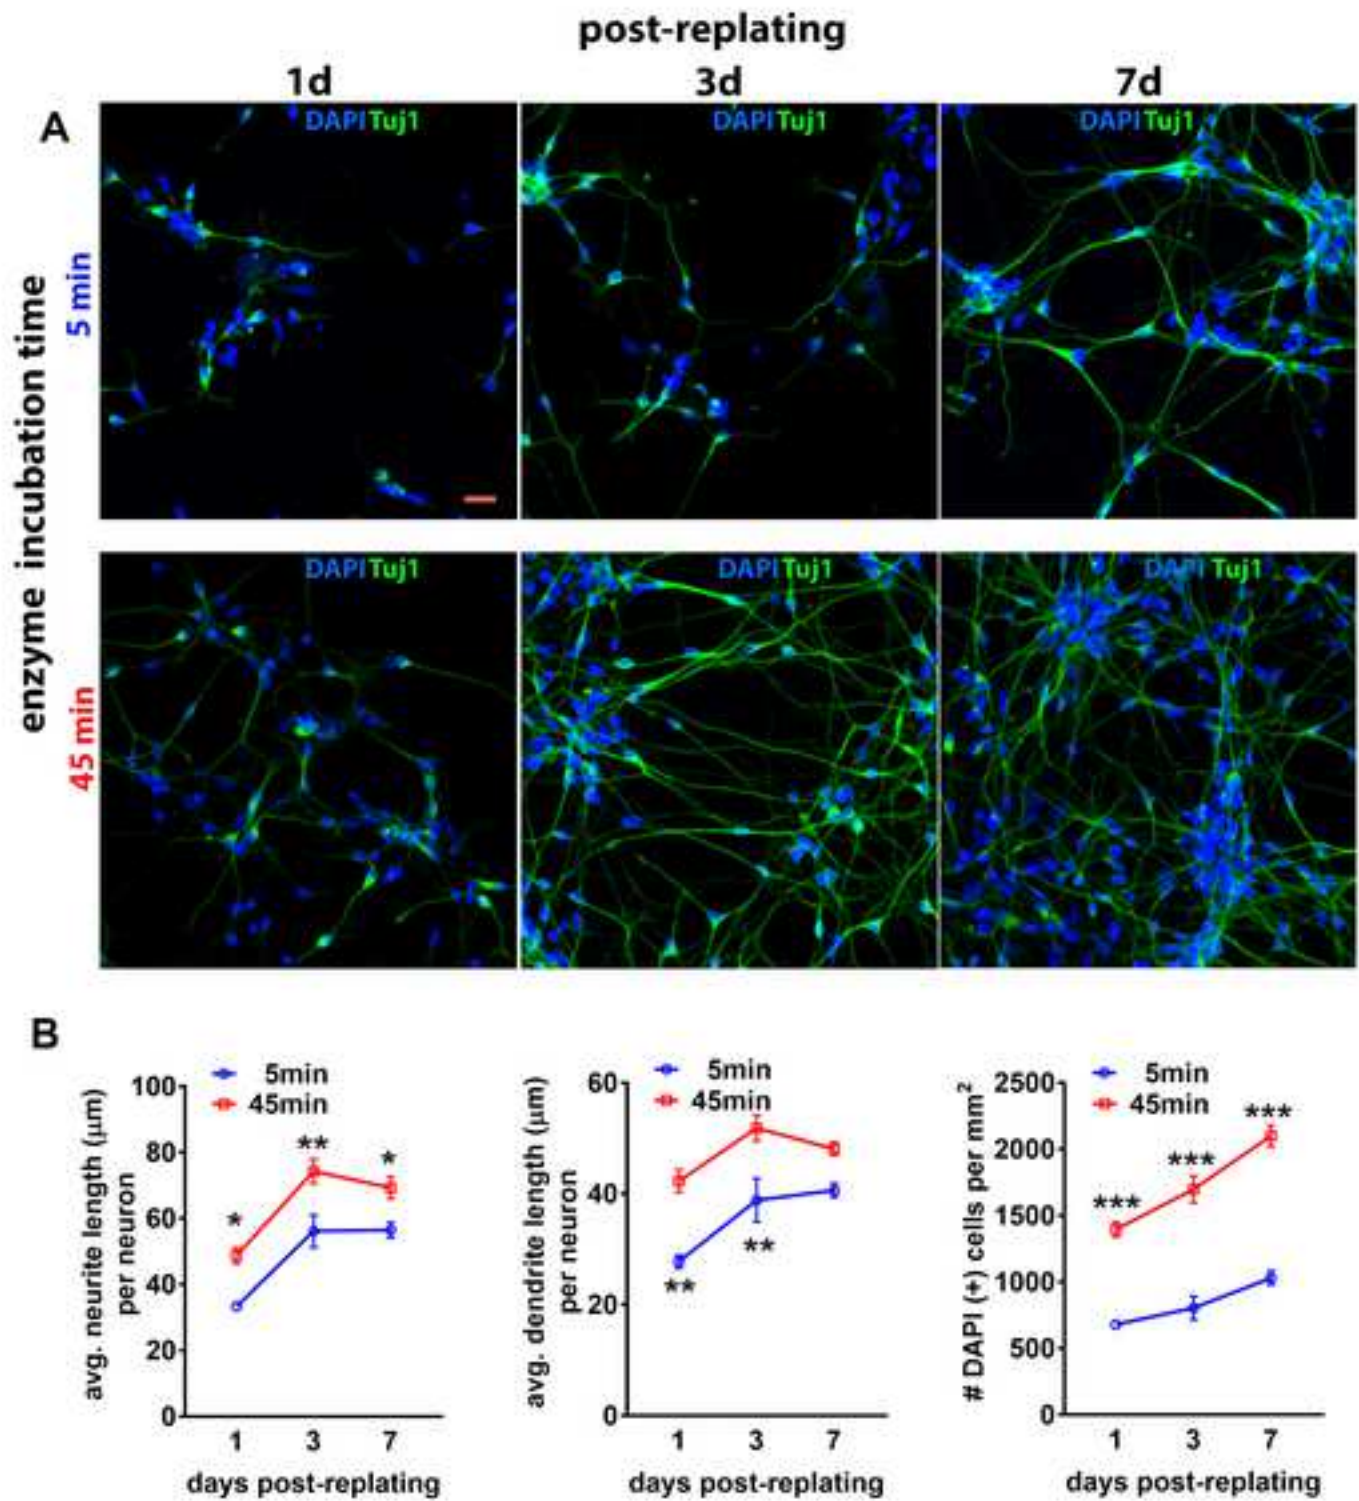 post-replating
1d 3d 7d
A
DAPI Tuj1 DAPI Tuj1 DAPI Tuj1
enzyme incubation time
5 min
DAPI Tuj1 DAPI Tuj1 DAPI Tuj1
45 min
B
avg. neurite length (μm)
per neuron
5min
45min
100
80
60
40
20
0
*
**
*
1 3 7
days post-replating
avg. dendrite length (μm)
per neuron
5min
45min
60
40
20
0
**
**
1 3 7
days post-replating
# DAPI (+) cells per mm²
5min
45min
2500
2000
1500
1000
500
0
***
***
***
1 3 7
days post-replating